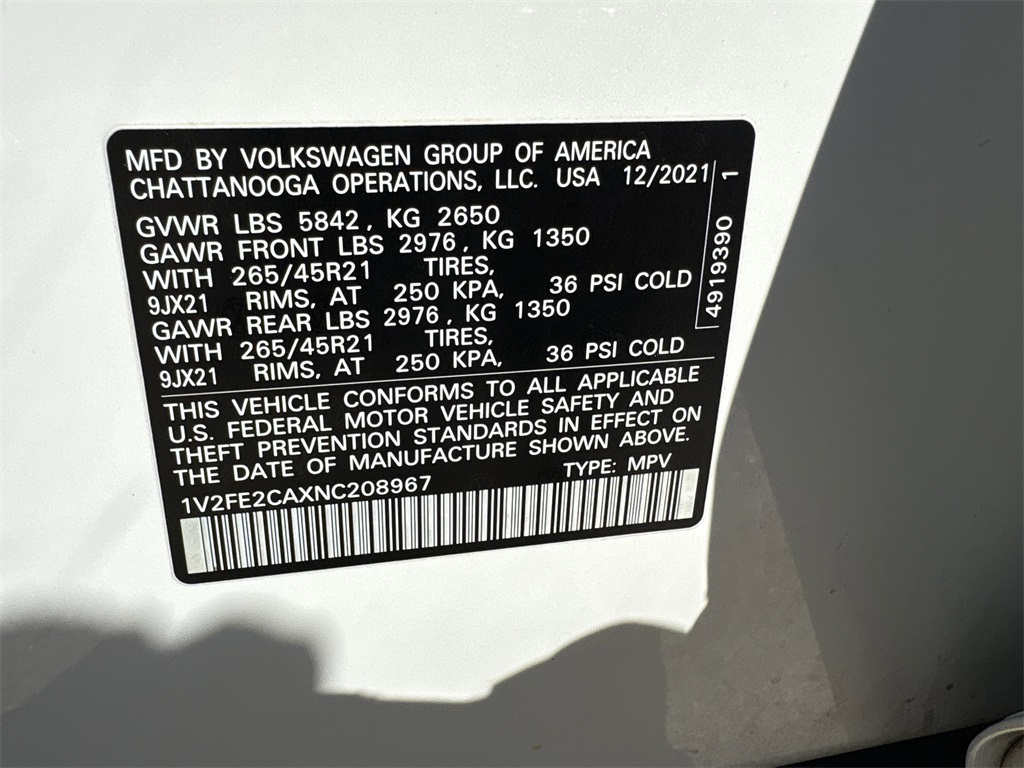 MFD BY VOLKSWAGEN GROUP OF AMERICA
CHATTANOOGA OPERATIONS, LLC. USA 12/2021
GVWR LBS 5842, KG 2650
GAWR FRONT LBS 2976, KG 1350
WITH 265/45R21 TIRES,
9JX21 RIMS, AT 250 KPA, 36 PSI COLD
GAWR REAR LBS 2976, KG 1350
WITH 265/45R21 TIRES,
9JX21 RIMS, AT 250 KPA, 36 PSI COLD
THIS VEHICLE CONFORMS TO ALL APPLICABLE
U.S. FEDERAL MOTOR VEHICLE SAFETY AND
THEFT PREVENTION STANDARDS IN EFFECT ON
THE DATE OF MANUFACTURE SHOWN ABOVE.
1V2FE2CAXNC208967 TYPE: MPV
4919390 1